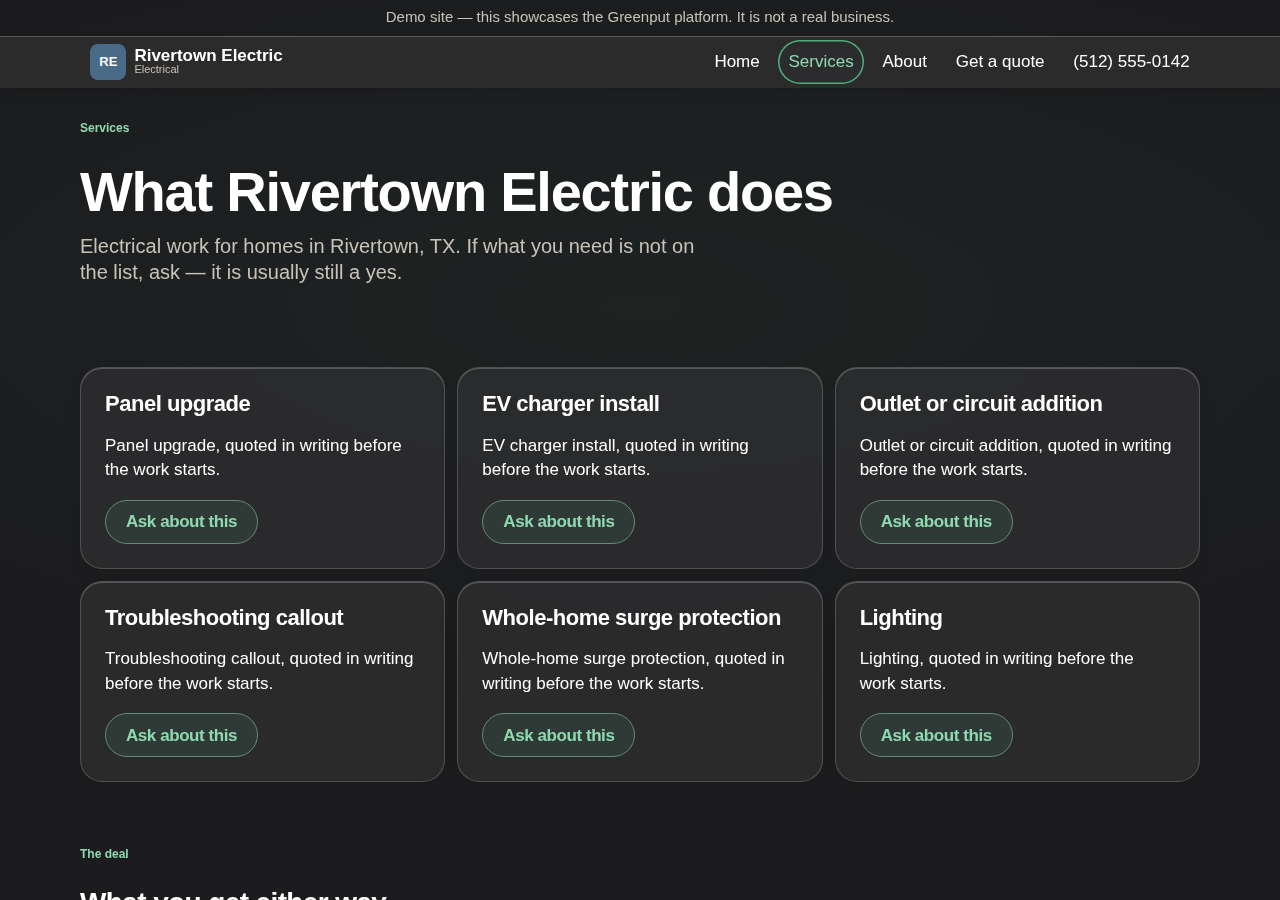 Demo site — this showcases the Greenput platform. It is not a real business.
RE
Rivertown Electric
Electrical
Home
Services
About
Get a quote
(512) 555-0142
Services
What Rivertown Electric does
Electrical work for homes in Rivertown, TX. If what you need is not on
the list, ask — it is usually still a yes.
Panel upgrade
Panel upgrade, quoted in writing before
the work starts.
Ask about this
EV charger install
EV charger install, quoted in writing
before the work starts.
Ask about this
Outlet or circuit addition
Outlet or circuit addition, quoted in writing
before the work starts.
Ask about this
Troubleshooting callout
Troubleshooting callout, quoted in writing
before the work starts.
Ask about this
Whole-home surge protection
Whole-home surge protection, quoted in
writing before the work starts.
Ask about this
Lighting
Lighting, quoted in writing before the
work starts.
Ask about this
The deal
What you get either way